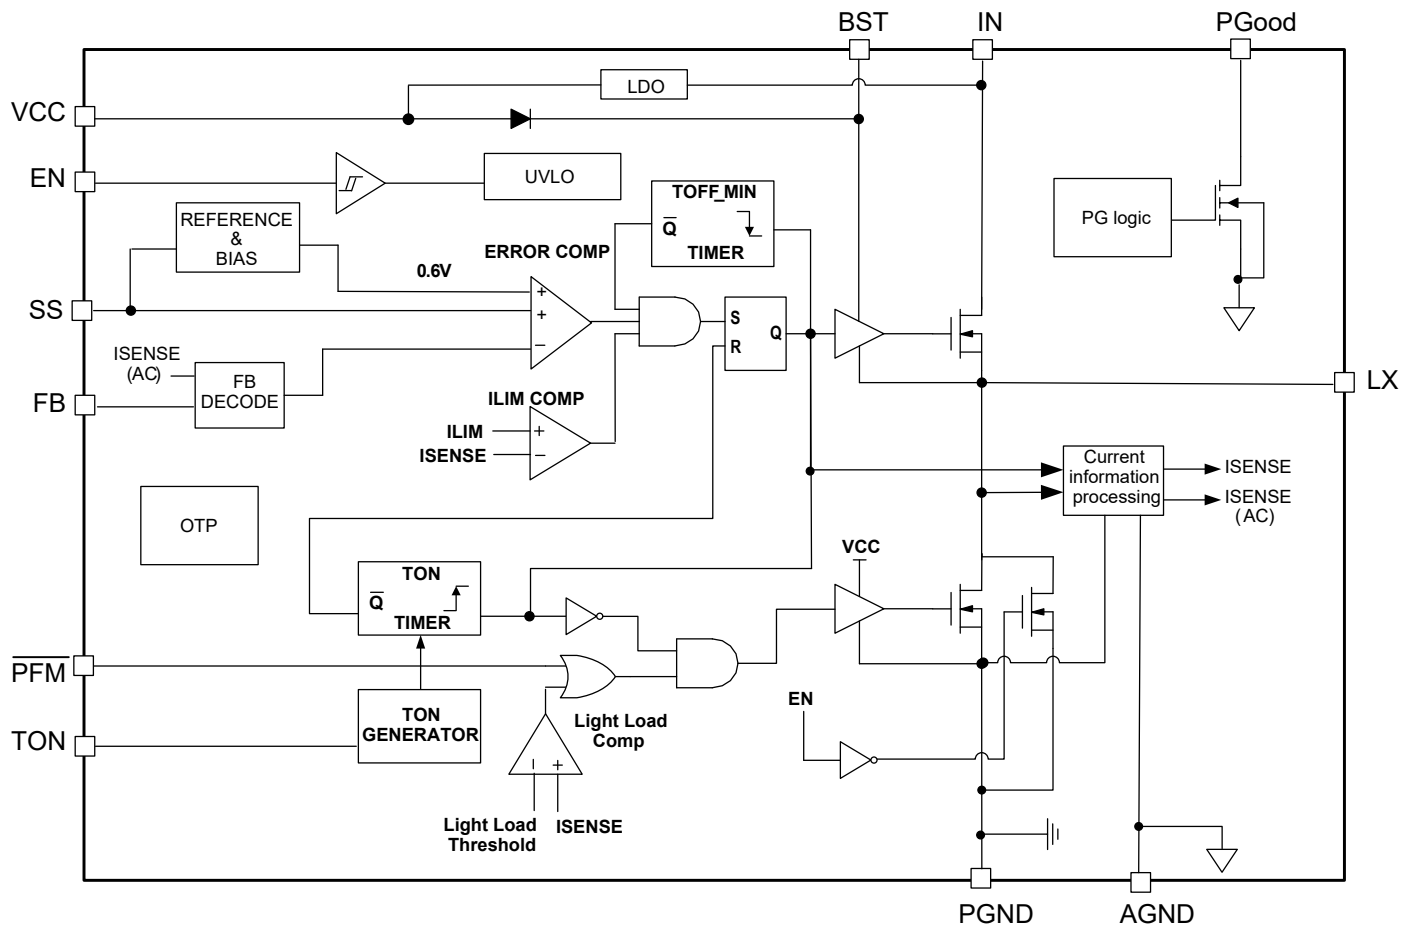 BST
IN
PGood
LDO
VCC
EN
UVLO
TOFF_MIN
Q
TIMER
REFERENCE
&
BIAS
PG logic
ERROR COMP
0.6V
SS
+
+
–
S
R
Q
ISENSE
(AC)
FB
DECODE
FB
LX
ILIM COMP
ILIM
+
ISENSE
–
Current
information
processing
ISENSE
ISENSE
(AC)
OTP
VCC
TON
Q
TIMER
PFM
TON
GENERATOR
TON
Light Load
Comp
EN
– +
Light Load
Threshold
ISENSE
PGND
AGND